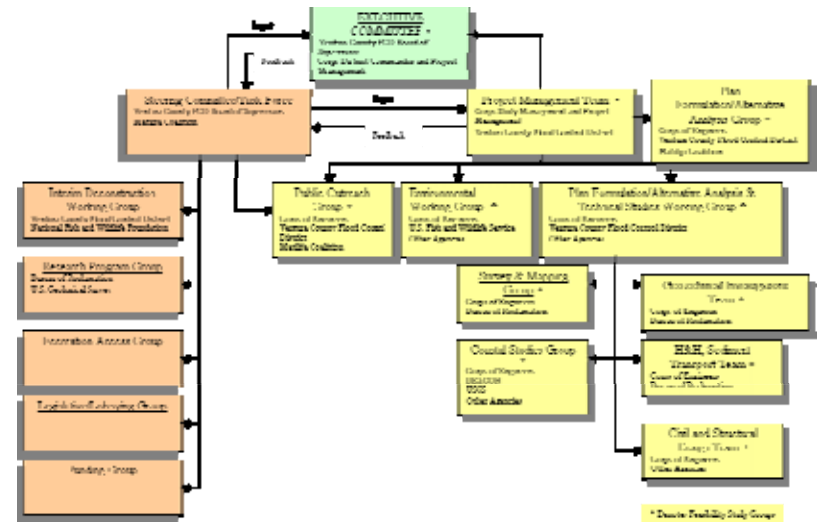 EXECUTIVE
COMMITTEE *
Ventura County FCD Board of
Supervisors
Corps District Commander and Project
Management
Input
Feedback
Steering Committee/Task Force
Ventura County FCD Board of Supervisors
Matilija Coalition
Input
Feedback
Project Management Team *
Corps Study Management and Project
Management
Ventura County Flood Control District
Plan
Formulation/Alternative
Analysis Group *
Corps of Engineers
Ventura County Flood Control District
Interim Deconstruction
Working Group
Ventura County Flood Control District
National Fish and Wildlife Foundation
Public Outreach
Group *
Corps of Engineers
Ventura County Flood Control
District
Matilija Coalition
Environmental
Working Group *
Corps of Engineers
U.S. Fish and Wildlife Service
Other Agencies
Plan Formulation/Alternative Analysis &
Technical Studies Working Group *
Corps of Engineers
Ventura County Flood Control District
Other Agencies
Research Program Group
Bureau of Reclamation
U.S. Geological Survey
Survey & Mapping
Group *
Corps of Engineers
Bureau of Reclamation
Geotechnical Investigations
Team *
Corps of Engineers
Bureau of Reclamation
Recreation Access Group
Coastal Studies Group
*
Corps of Engineers
USGS
Other Agencies
H&H, Sediment
Transport Team *
Corps of Engineers
Bureau of Reclamation
Legislative/Lobbying Group
Civil and Structural
Design Team *
Corps of Engineers
Other Agencies
Funding Group
* Denotes Feasibility Study Groups